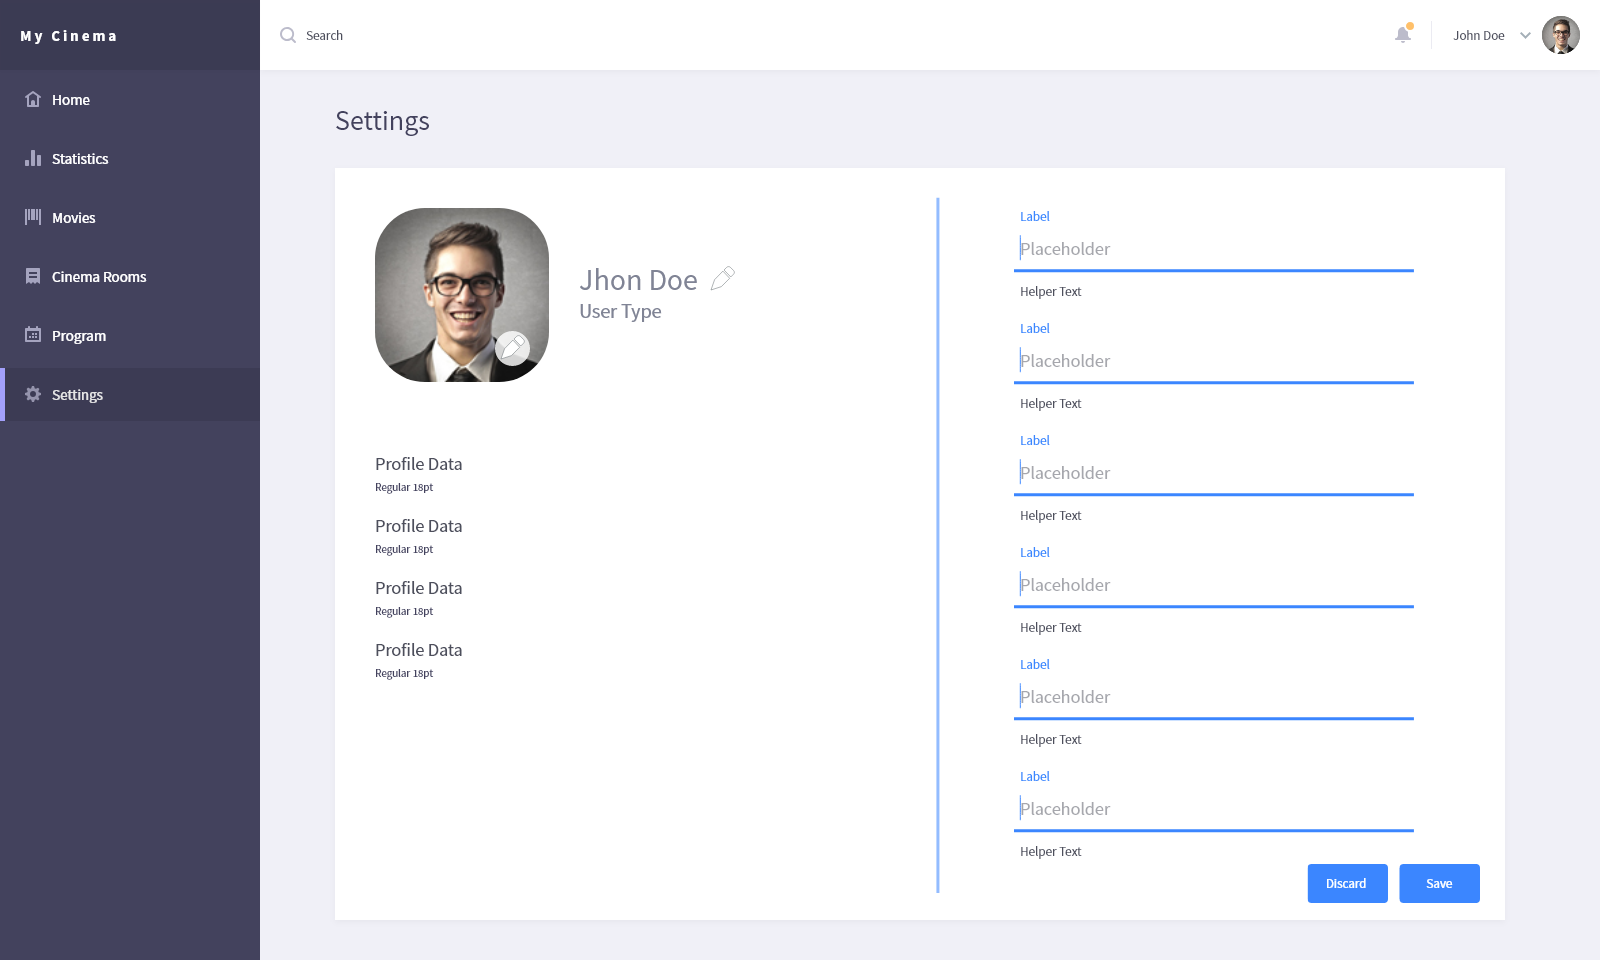 My Cinema
Search
John Doe
Home
Statistics
Movies
Cinema Rooms
Program
Settings
Settings
Jhon Doe
User Type
Profile Data
Regular 18pt
Profile Data
Regular 18pt
Profile Data
Regular 18pt
Profile Data
Regular 18pt
Label
Placeholder
Helper Text
Label
Placeholder
Helper Text
Label
Placeholder
Helper Text
Label
Placeholder
Helper Text
Label
Placeholder
Helper Text
Label
Placeholder
Helper Text
Discard
Save